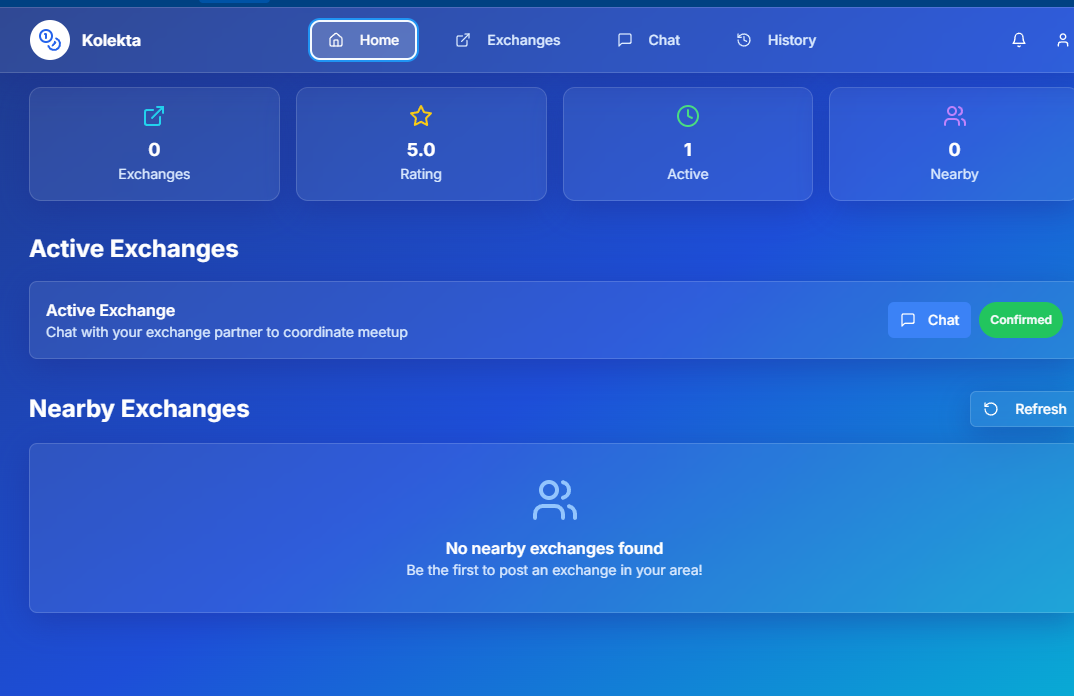 Kolekta
Home
Exchanges
Chat
History
0
Exchanges
5.0
Rating
1
Active
0
Nearby
Active Exchanges
Active Exchange
Chat with your exchange partner to coordinate meetup
Chat
Confirmed
Nearby Exchanges
Refresh
No nearby exchanges found
Be the first to post an exchange in your area!